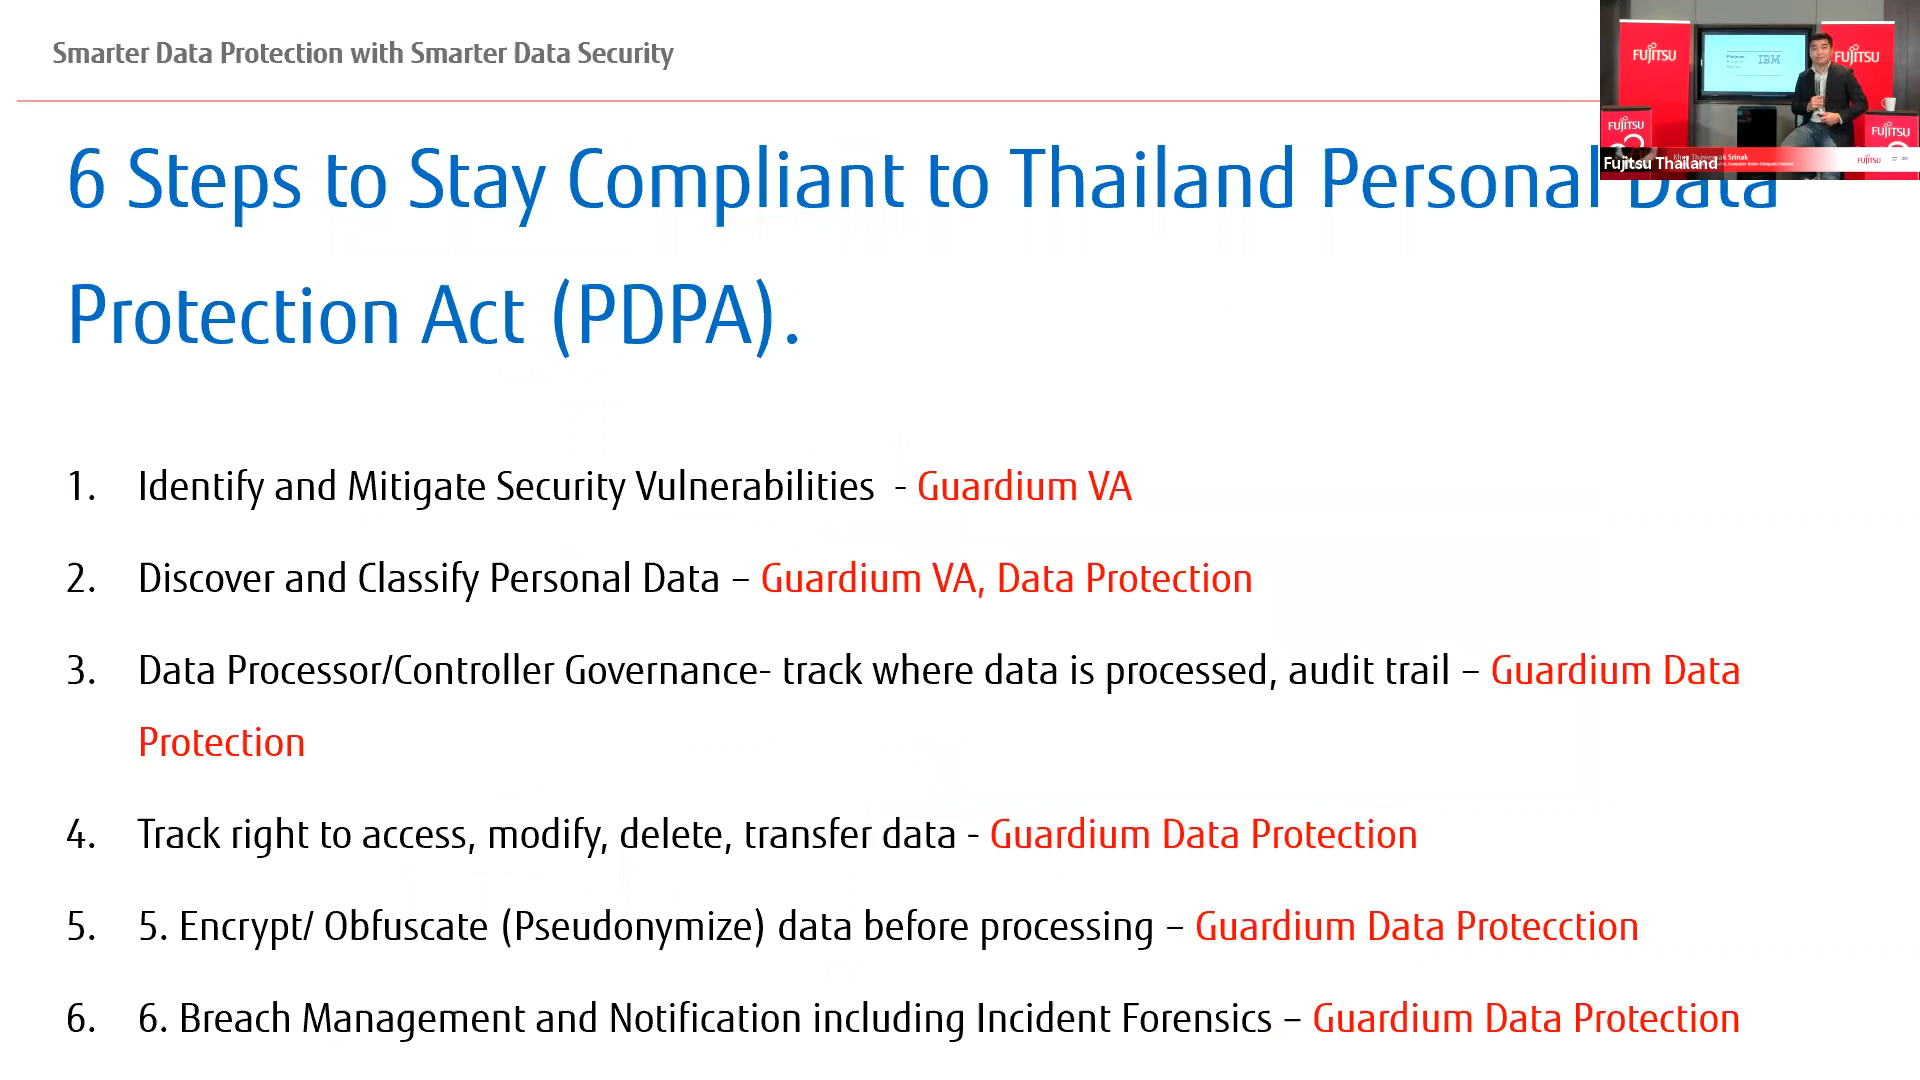 Smarter Data Protection with Smarter Data Security
FUJITSU
IBM
FUJITSU
FUJITSU
FUJITSU
Fujitsu Thailand
FUJITSU
6 Steps to Stay Compliant to Thailand Personal Data
Protection Act (PDPA).
1. Identify and Mitigate Security Vulnerabilities - Guardium VA
2. Discover and Classify Personal Data – Guardium VA, Data Protection
3. Data Processor/Controller Governance- track where data is processed, audit trail – Guardium Data
Protection
4. Track right to access, modify, delete, transfer data - Guardium Data Protection
5. 5. Encrypt/ Obfuscate (Pseudonymize) data before processing – Guardium Data Protecction
6. 6. Breach Management and Notification including Incident Forensics – Guardium Data Protection